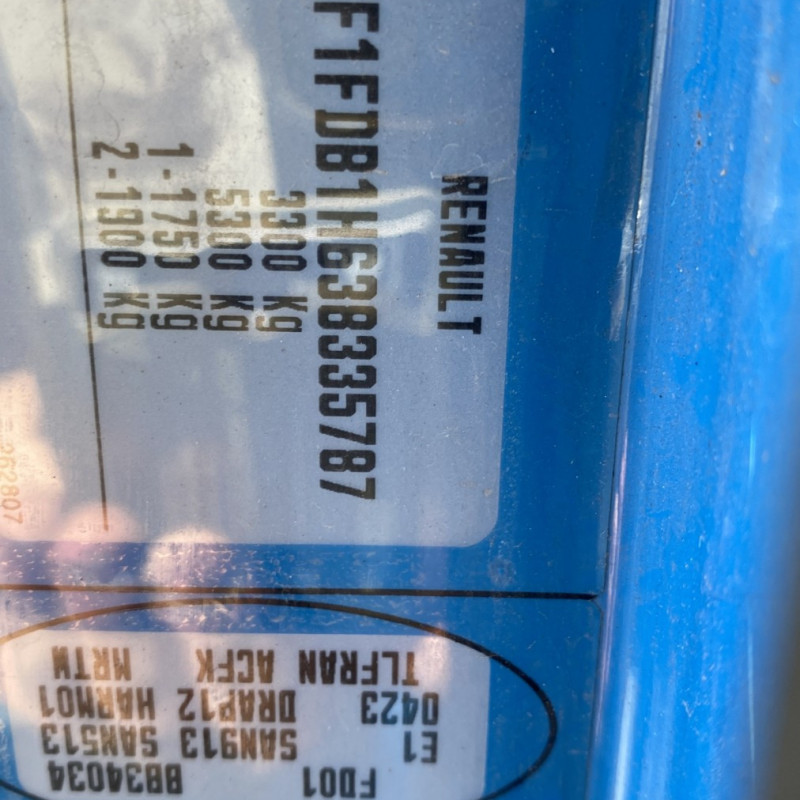 RENAULT
F1FDB1H638335787
3300 Kg
5300 Kg
1-1750 Kg
2-1900 Kg
FD01 BB34034
E1 SAN913 SAN513
0423 DRAP12 HARM01
TLFRAN ACFK MRTW